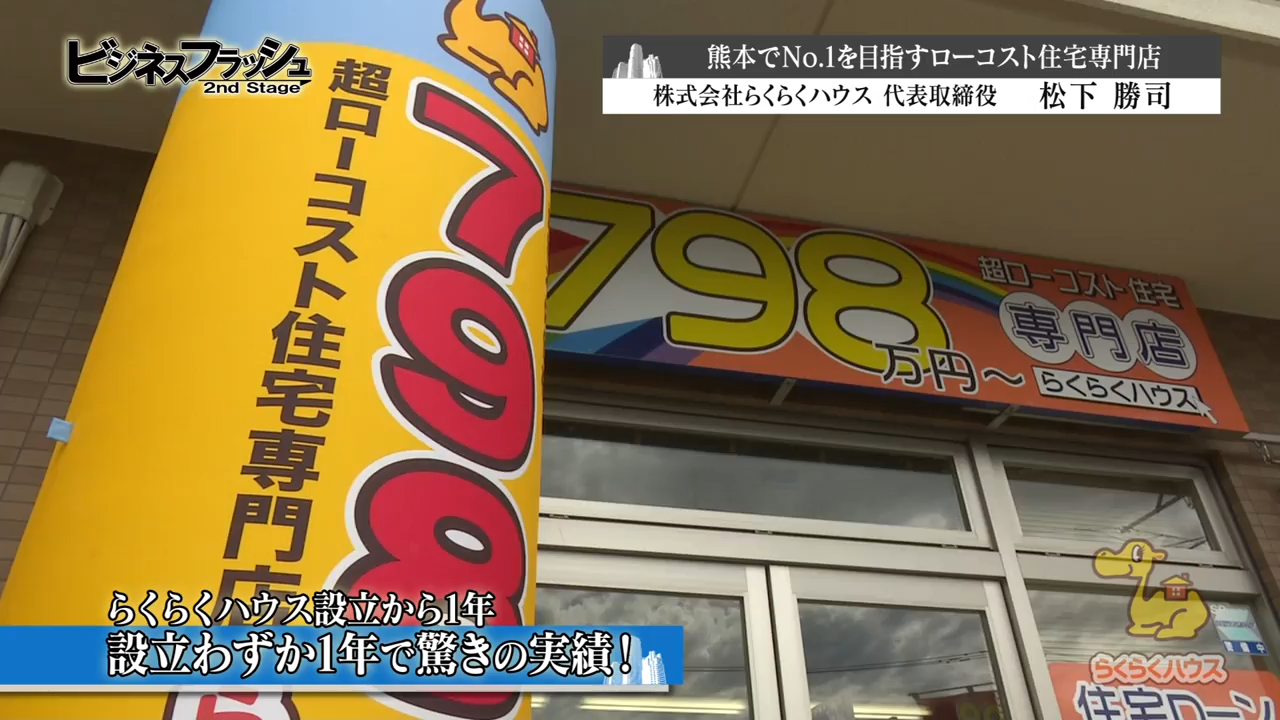 ビジネスフラッシュ
2nd Stage
熊本でNo.1を目指すローコスト住宅専門店
株式会社らくらくハウス 代表取締役 松下 勝司
超ローコスト住宅専門店
798
798
万円～
超ローコスト住宅
専門店
らくらくハウス
らくらくハウス設立から1年
設立わずか1年で驚きの実績!
ら
らくらくハウス
住宅ローン